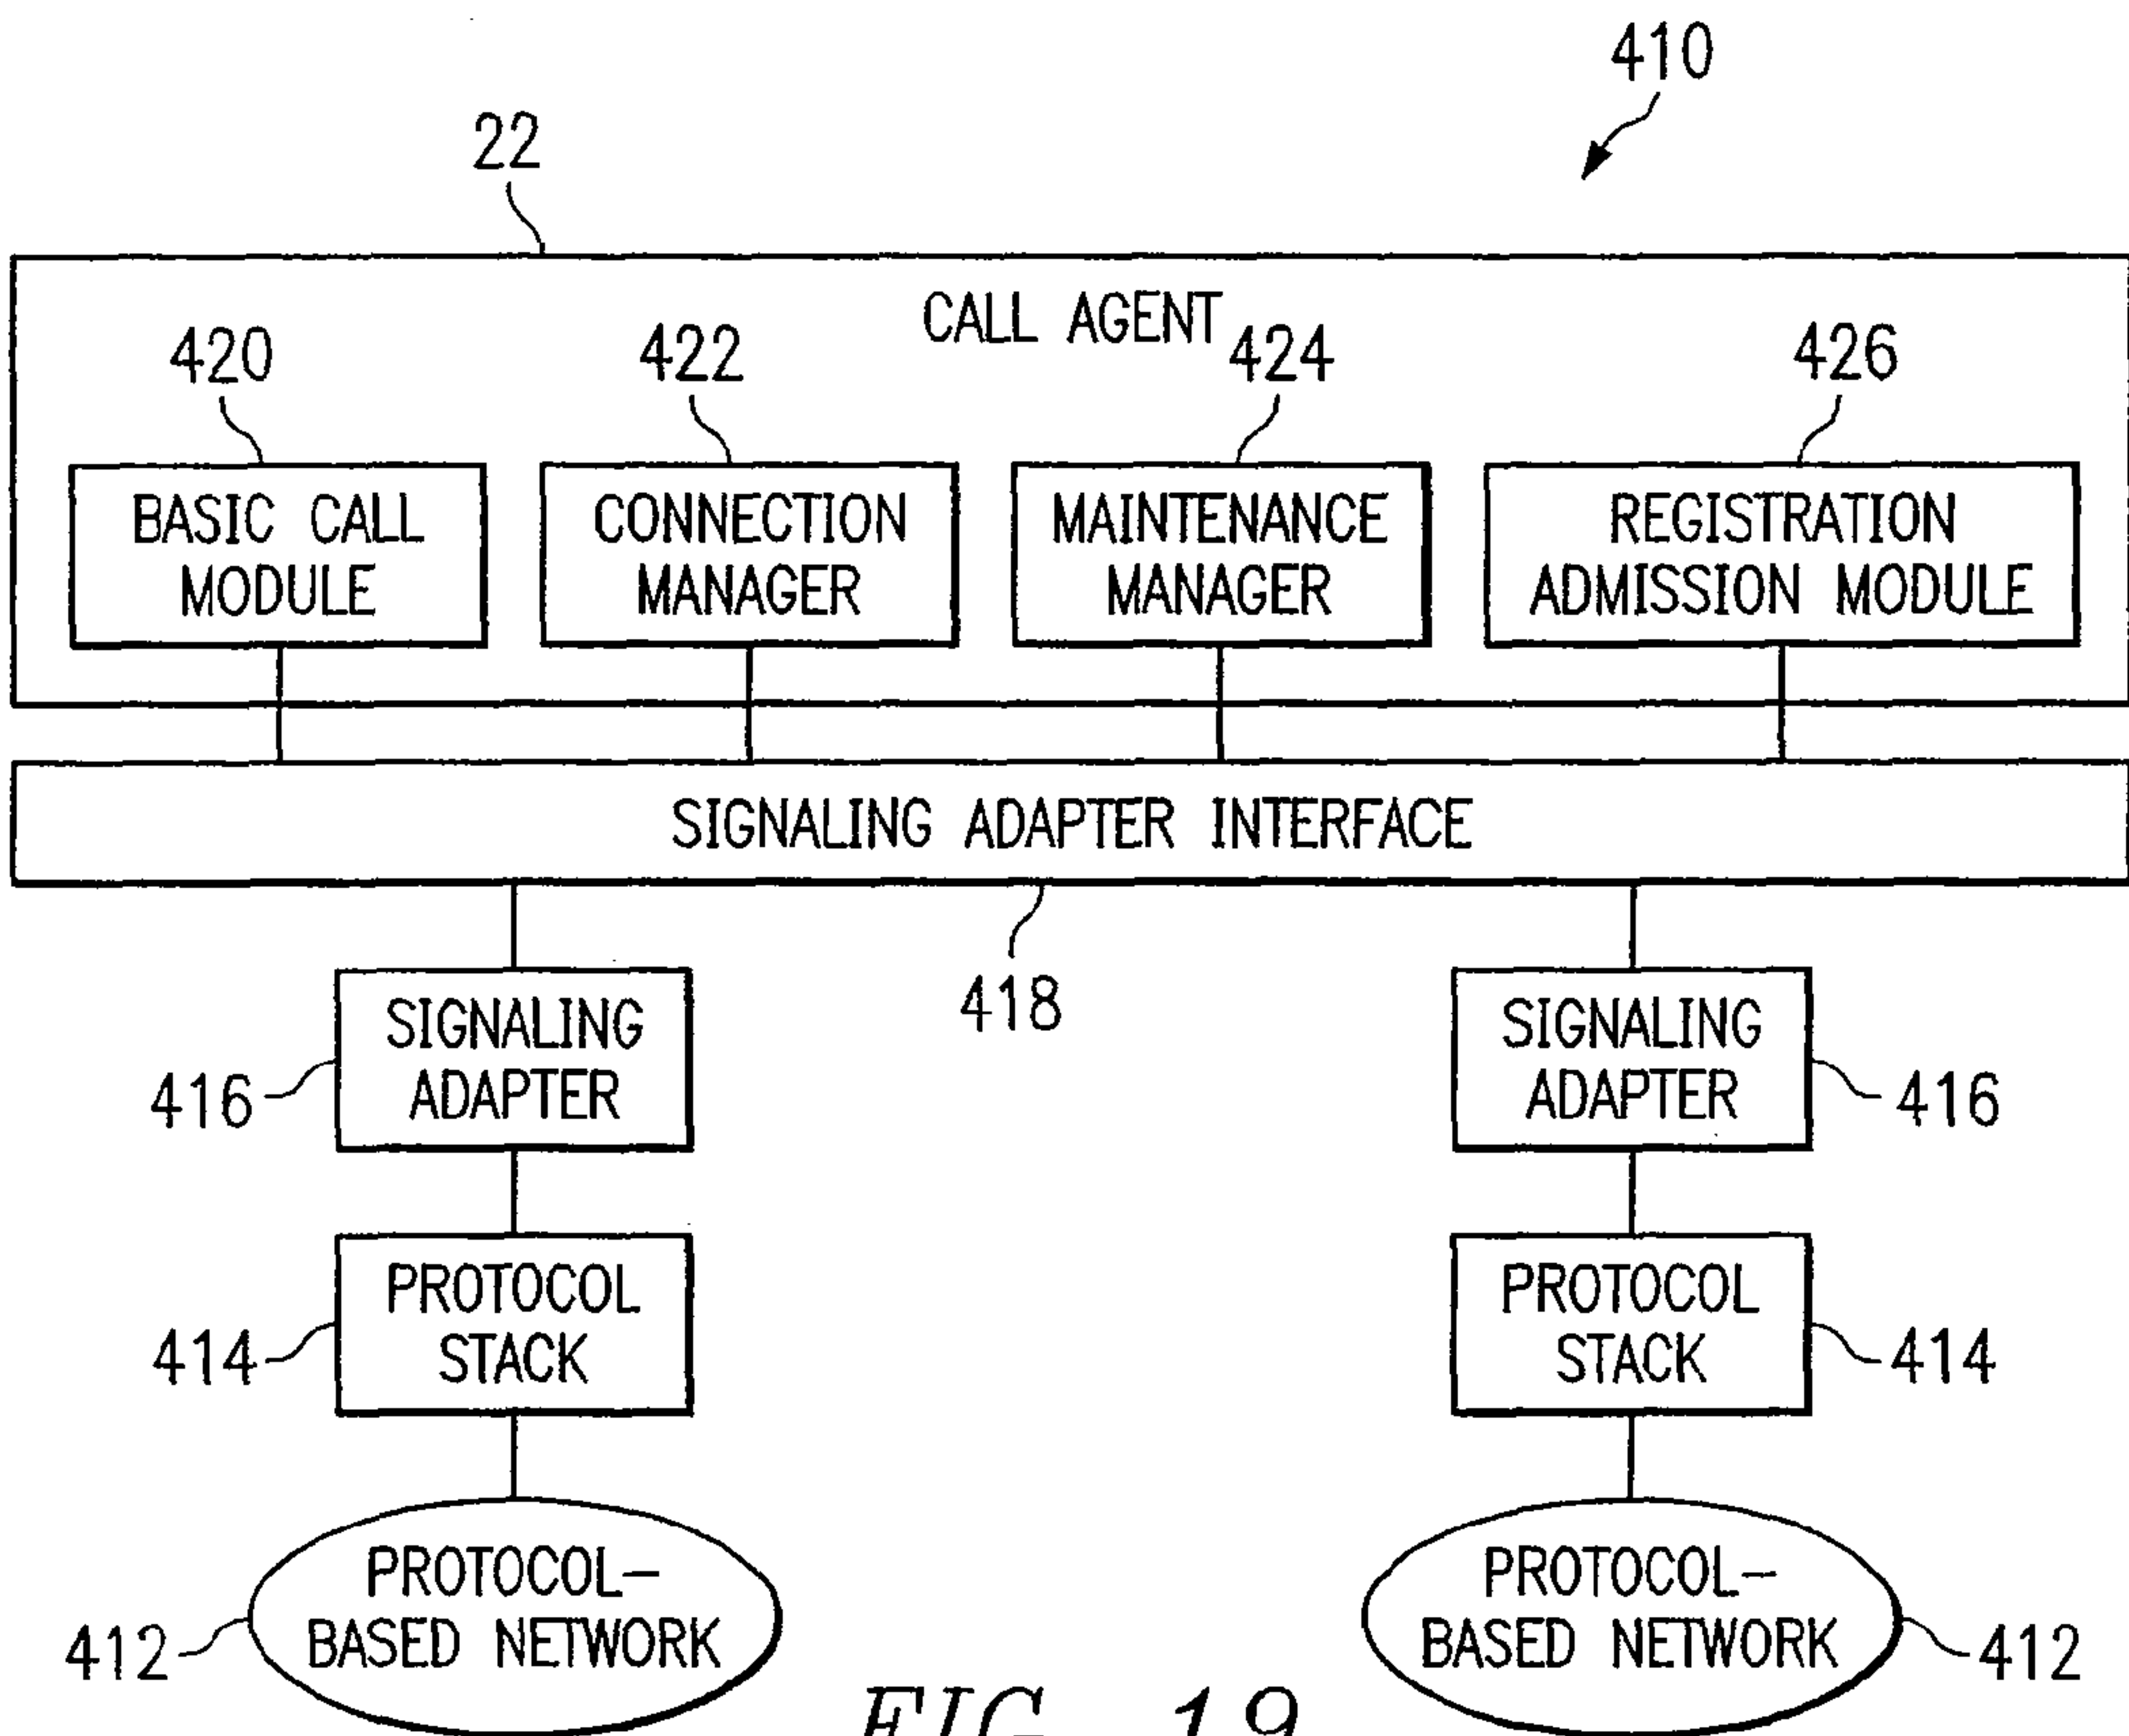 410
22
CALL AGENT
420
422
424
426
BASIC CALL
MODULE
CONNECTION
MANAGER
MAINTENANCE
MANAGER
REGISTRATION
ADMISSION MODULE
SIGNALING ADAPTER INTERFACE
418
SIGNALING
ADAPTER
416
SIGNALING
ADAPTER
416
PROTOCOL
STACK
414
PROTOCOL
STACK
414
PROTOCOL-
BASED NETWORK
412
PROTOCOL-
BASED NETWORK
412
FIG. 19